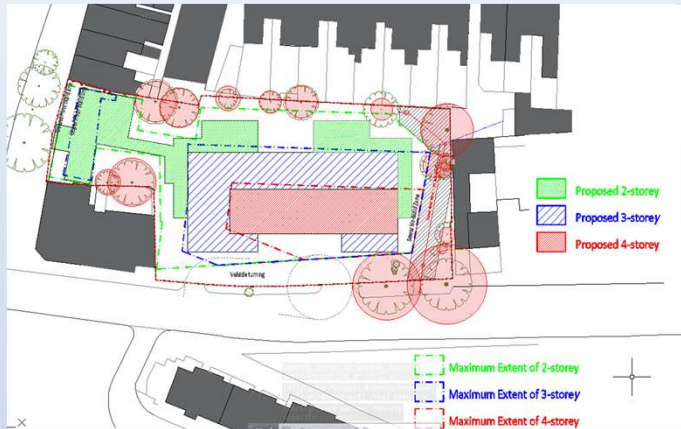 Proposed 2-storey
Proposed 3-storey
Proposed 4-storey
Vehicle turning
Maximum Extent of 2-storey
Maximum Extent of 3-storey
Maximum Extent of 4-storey